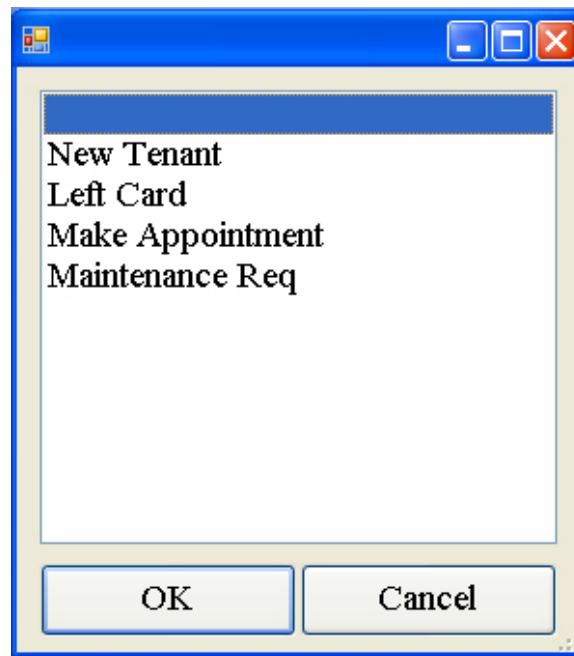 New Tenant
Left Card
Make Appointment
Maintenance Req
OK
Cancel